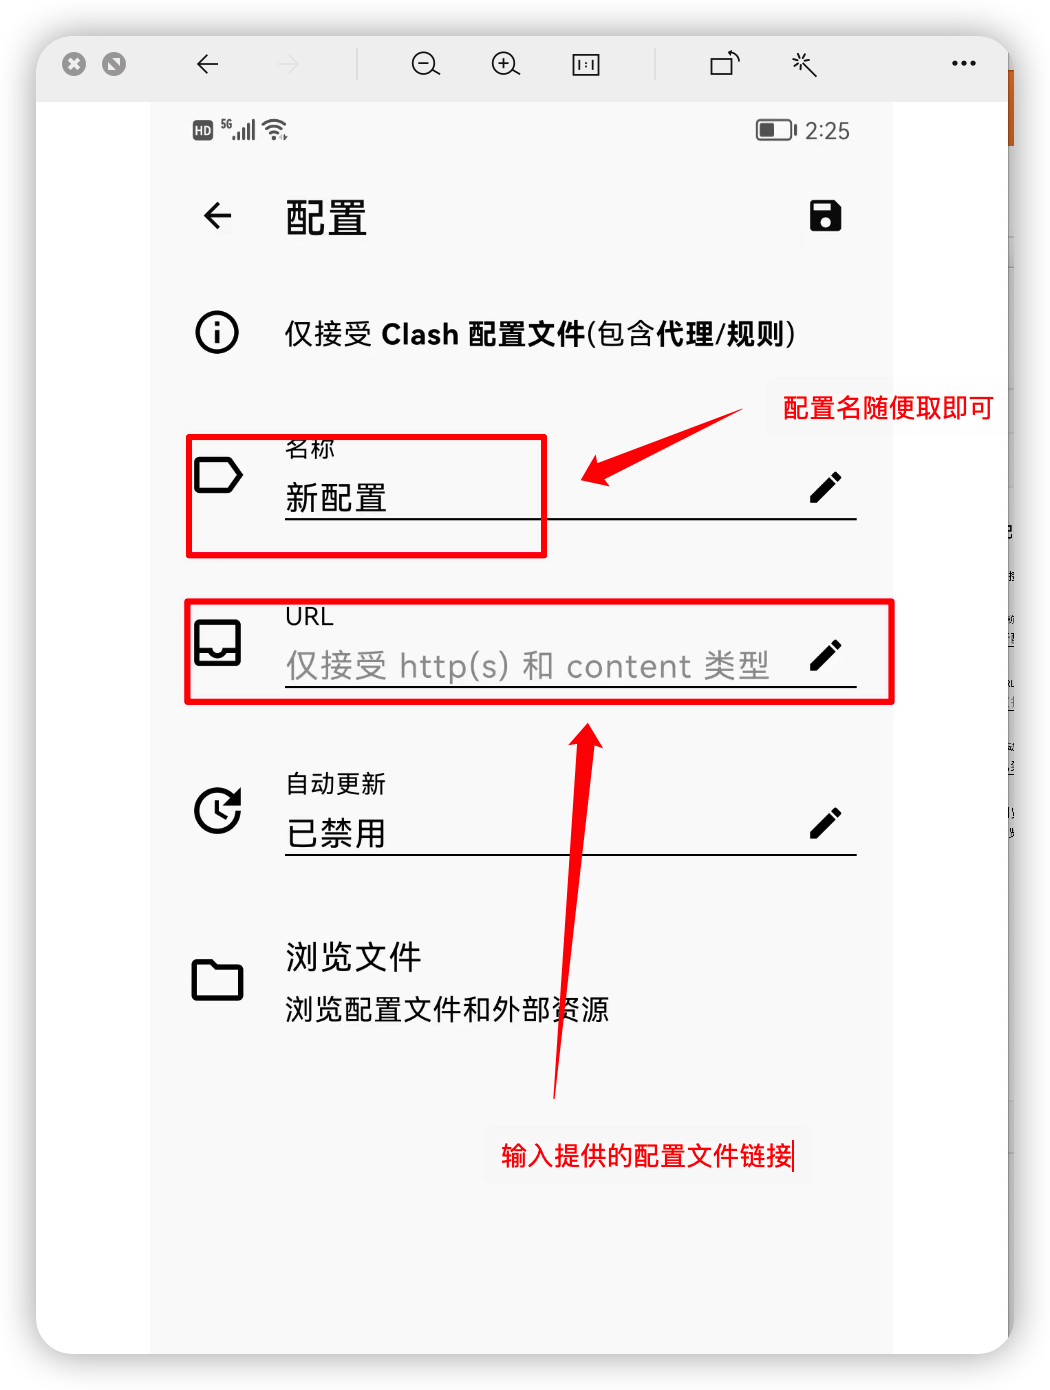 HD 5G 2:25
配置
仅接受 Clash 配置文件(包含代理/规则)
配置名随便取即可
名称
新配置
URL
仅接受 http(s) 和 content 类型
自动更新
已禁用
浏览文件
浏览配置文件和外部资源
输入提供的配置文件链接